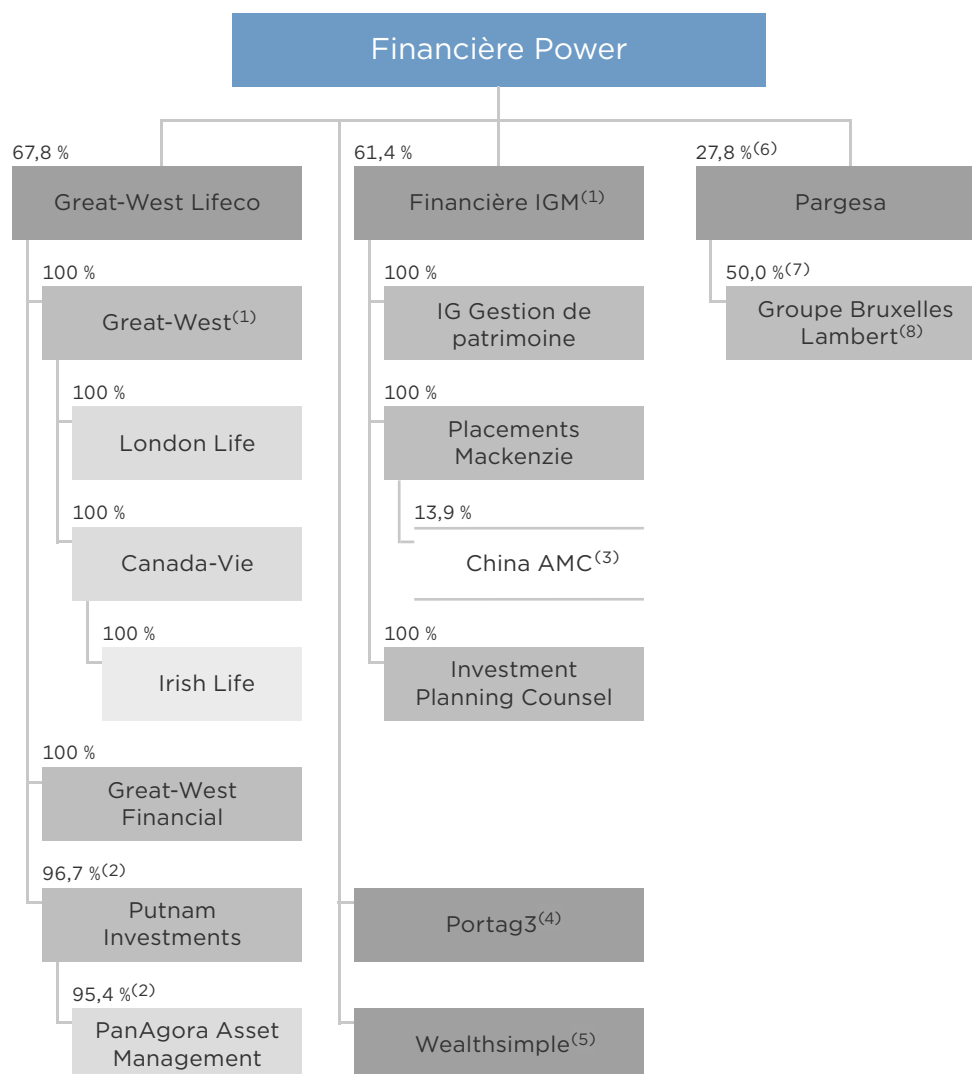 Financière Power
67,8 %
Great-West Lifeco
100 %
Great-West(1)
100 %
London Life
100 %
Canada-Vie
100 %
Irish Life
100 %
Great-West
Financial
96,7 %(2)
Putnam
Investments
95,4 %(2)
PanAgora Asset
Management
61,4 %
Financière IGM(1)
100 %
IG Gestion de
patrimoine
100 %
Placements
Mackenzie
13,9 %
China AMC(3)
100 %
Investment
Planning Counsel
Portag3(4)
Wealthsimple(5)
27,8 %(6)
Pargesa
50,0 %(7)
Groupe Bruxelles
Lambert(8)